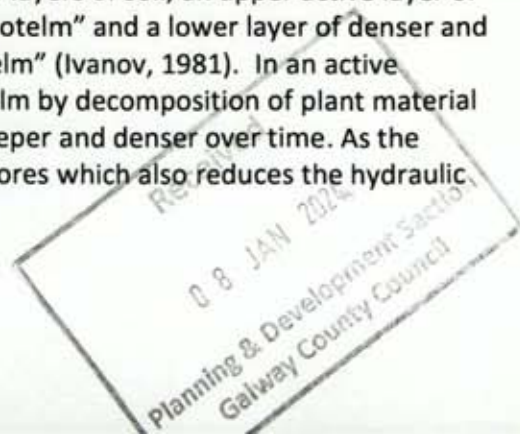 otelm" and a lower layer of denser and
lm" (Ivanov, 1981). In an active
lm by decomposition of plant material
eper and denser over time. As the
ores which also reduces the hydraulic
Received
08 JAN 2024
Planning & Development Section
Galway County Council